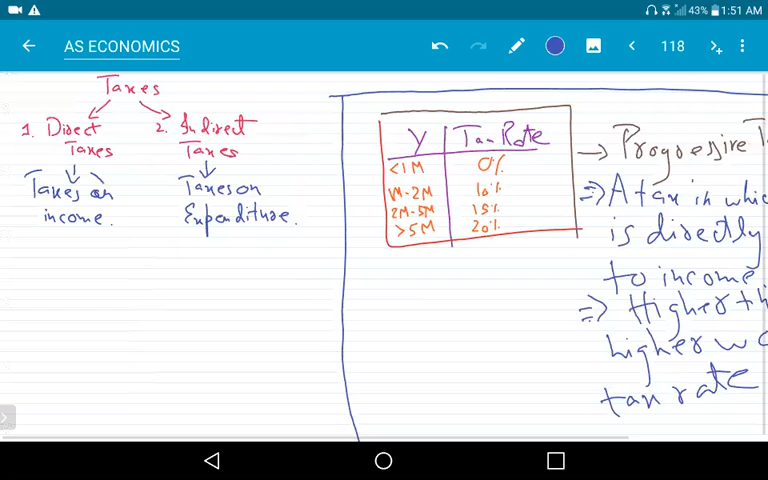 43% 1:51 AM
AS ECONOMICS
118
Taxes
1. Direct
Taxes
2. Indirect
Taxes
Taxes on
income.
Taxes on
Expenditure.
Y Tax Rate
<1M 0%
1M-2M 10%
2M-5M 15%
>5M 20%
→ Progressive T
⇒ A tax in whic
is directly
to income
⇒ Higher th
higher wo
tax rate